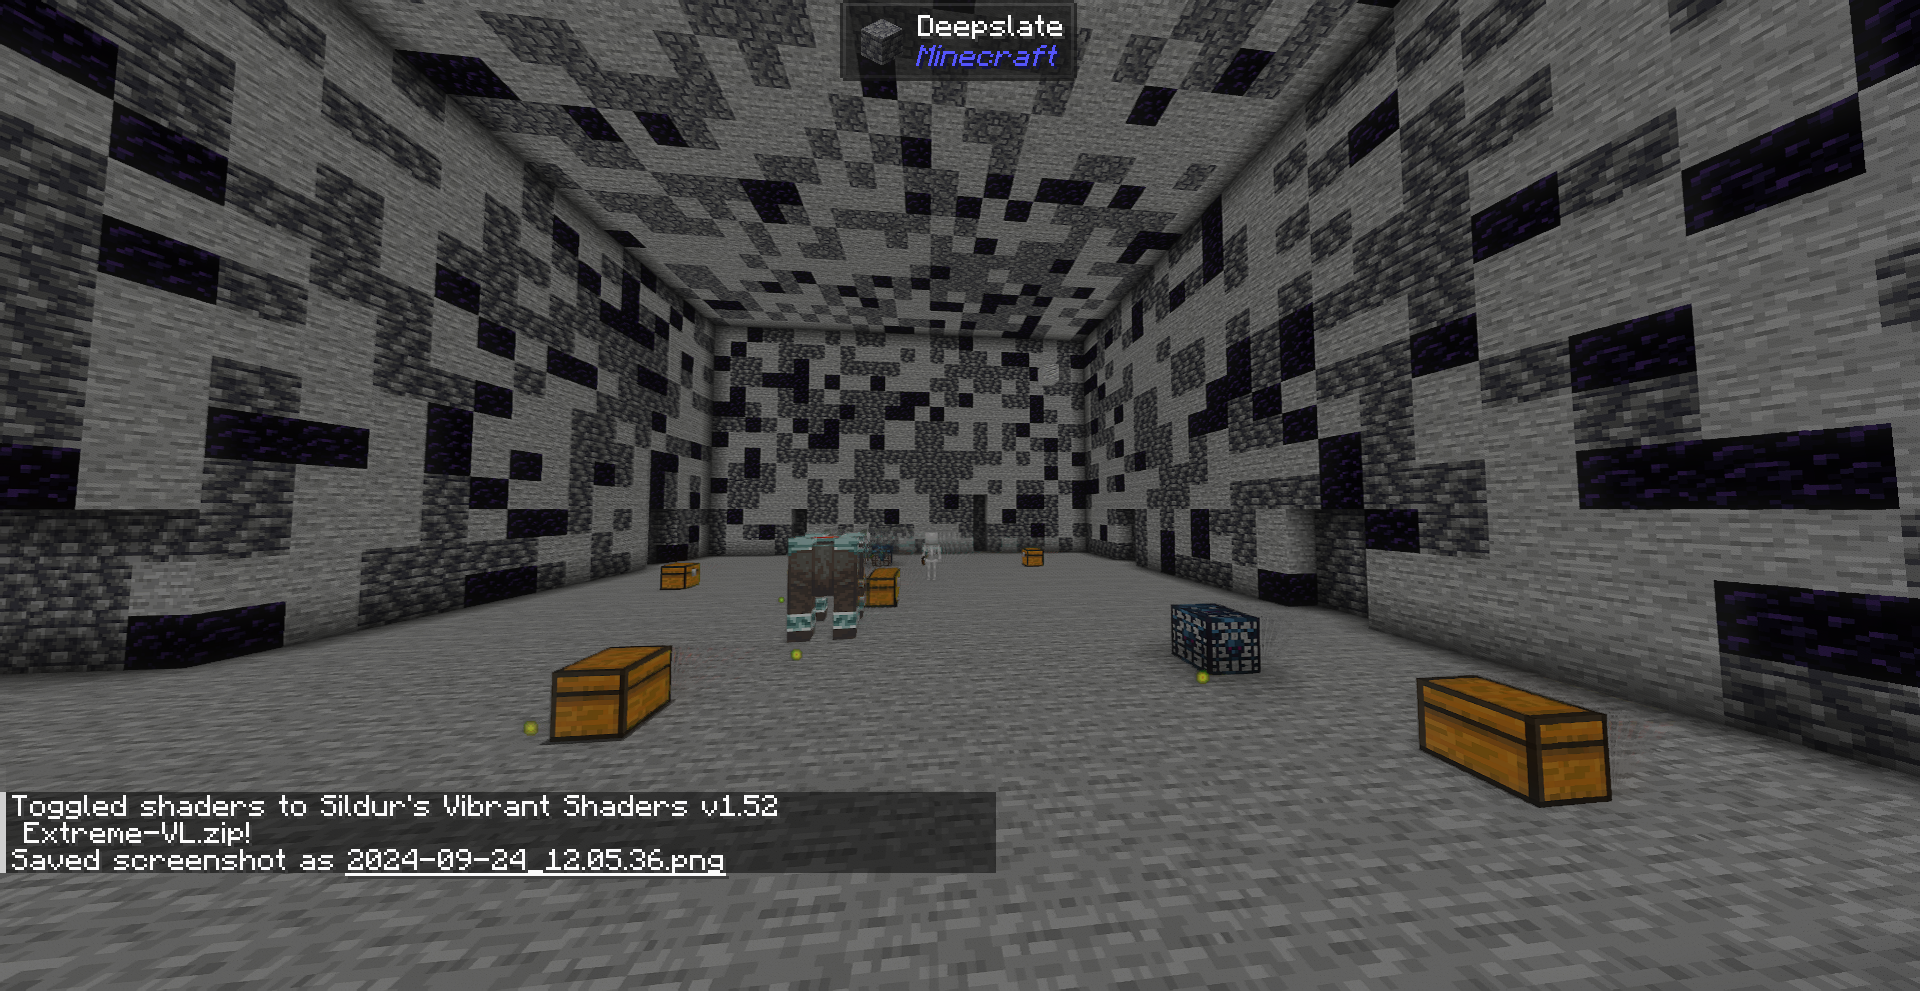 Deepslate
Minecraft
Toggled shaders to Sildur's Vibrant Shaders v1.52
Extreme-VL.zip!
Saved screenshot as 2024-09-24_12.05.36.png